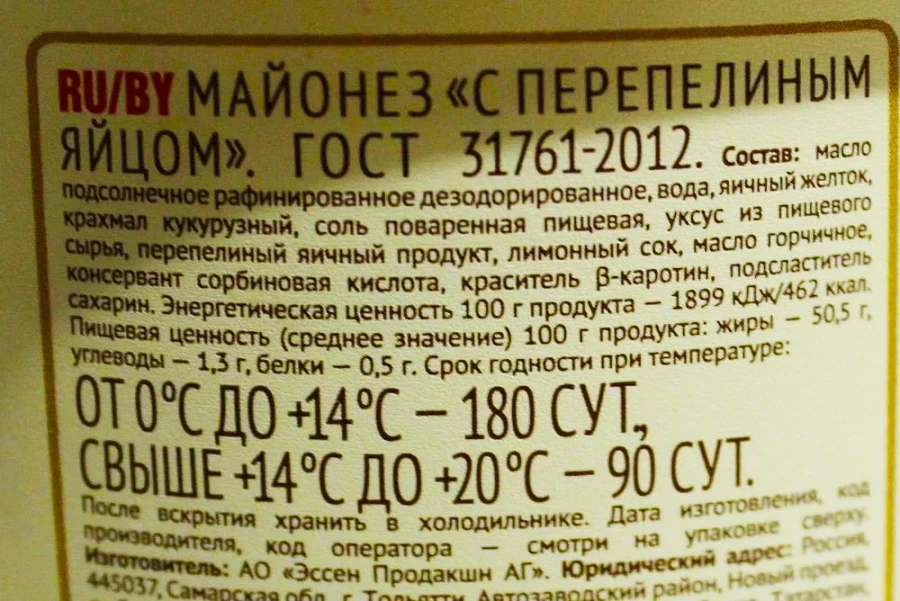 RU/BY МАЙОНЕЗ «С ПЕРЕПЕЛИНЫМ
ЯЙЦОМ». ГОСТ 31761-2012. Состав: масло
подсолнечное рафинированное дезодорированное, вода, яичный желток,
крахмал кукурузный, соль поваренная пищевая, уксус из пищевого
сырья, перепелиный яичный продукт, лимонный сок, масло горчичное,
консервант сорбиновая кислота, краситель β-каротин, подсластитель
сахарин. Энергетическая ценность 100 г продукта – 1899 кДж/462 ккал.
Пищевая ценность (среднее значение) 100 г продукта: жиры – 50,5 г,
углеводы – 1,3 г, белки – 0,5 г. Срок годности при температуре:
ОТ 0°С ДО +14°С – 180 СУТ.,
СВЫШЕ +14°С ДО +20°С – 90 СУТ.
После вскрытия хранить в холодильнике. Дата изготовления, код
производителя, код оператора – смотри на упаковке сверху.
Изготовитель: АО «Эссен Продакшн АГ». Юридический адрес: Россия,
445037, Самарская обл., г. Тольятти, Автозаводский район, Новый проезд,
Татарстан,